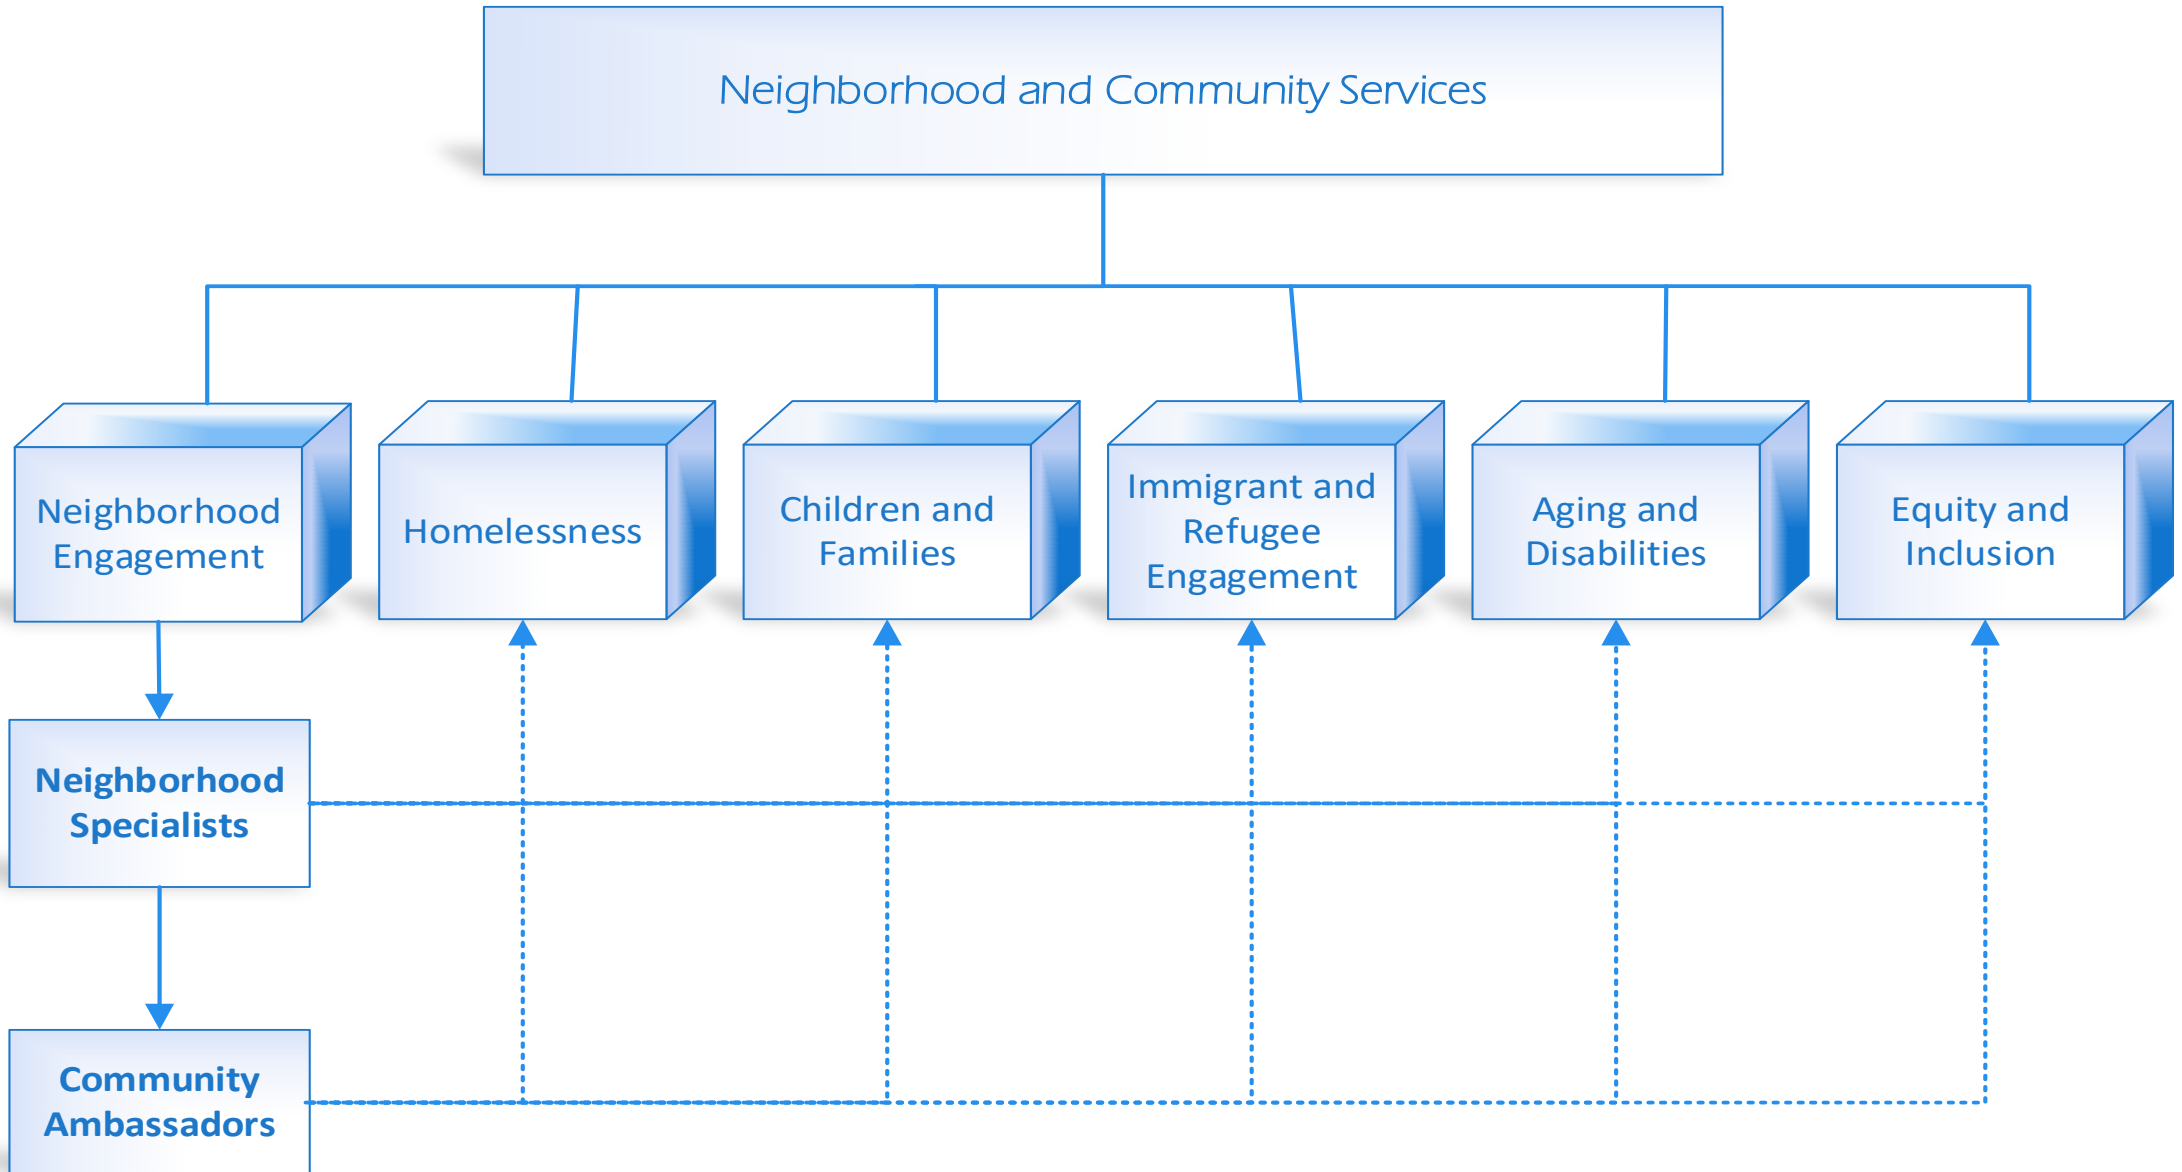 Neighborhood and Community Services
Neighborhood
Engagement
Homelessness
Children and
Families
Immigrant and
Refugee
Engagement
Aging and
Disabilities
Equity and
Inclusion
Neighborhood
Specialists
Community
Ambassadors